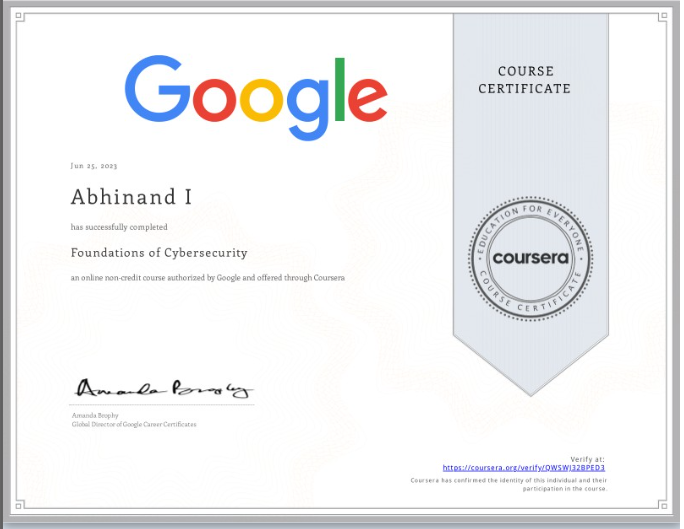 Google
COURSE
CERTIFICATE
Jun 25, 2023
Abhinand I
has successfully completed
Foundations of Cybersecurity
an online non-credit course authorized by Google and offered through Coursera
EDUCATION FOR EVERYONE
coursera
COURSE CERTIFICATE
Amanda Brophy
Amanda Brophy
Global Director of Google Career Certificates
Verify at:
https://coursera.org/verify/QWSWJ32BPED3
Coursera has confirmed the identity of this individual and their
participation in the course.